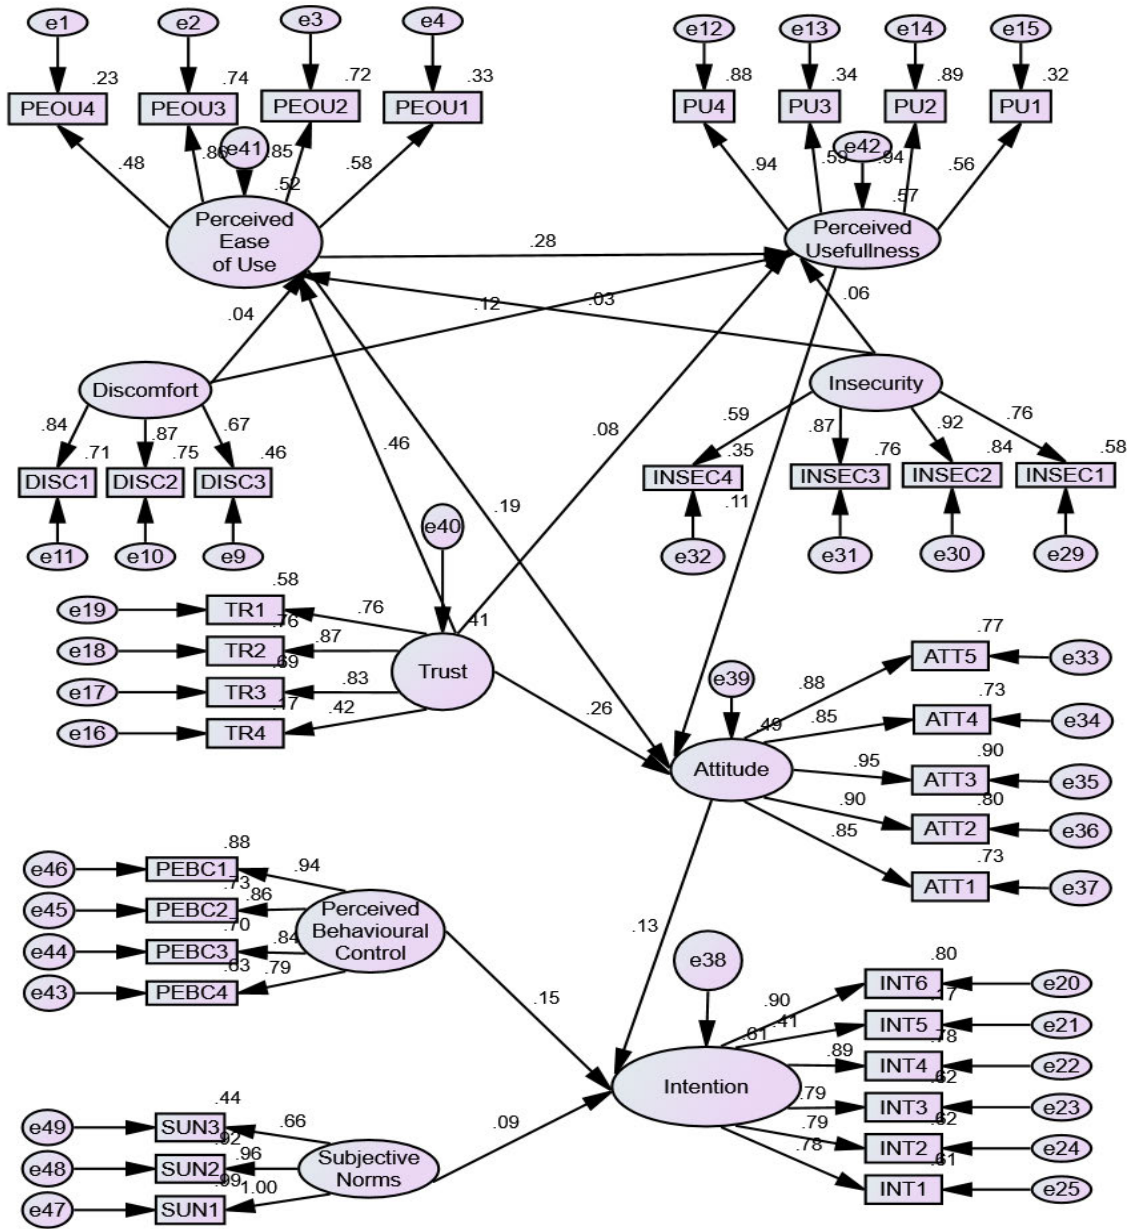 e1 e2 e3 e4 e12 e13 e14 e15
.23 .74 .72 .33 .88 .34 .89 .32
PEOU4 PEOU3 PEOU2 PEOU1 PU4 PU3 PU2 PU1
e41 e42
.48 .86 .85 .58 .94 .59 .94 .56
.52 .57
Perceived
Ease
of Use
Perceived
Usefullness
.28
.04 .12 .03 .06
Discomfort Insecurity
.84 .87 .67 .59 .87 .92 .76
.71 .75 .46 .35 .76 .84 .58
DISC1 DISC2 DISC3 INSEC4 INSEC3 INSEC2 INSEC1
e11 e10 e9 e32 e31 e30 e29
.46 .08 .19 .11
e40
.58
e19 TR1 .76 .41
.76
e18 TR2 .87
.69
e17 TR3 .83
.17
e16 TR4 .42
Trust
.26
e39
.49
Attitude
.77
.88 ATT5 e33
.73
.85 ATT4 e34
.90
.95 ATT3 e35
.80
.90 ATT2 e36
.73
.85 ATT1 e37
.88
e46 PEBC1 .94
.73
e45 PEBC2 .86
.70
e44 PEBC3 .84
.63
e43 PEBC4 .79
Perceived
Behavioural
Control
.13
.15
e38
.61
Intention
.80
.90 INT6 e20
.17
.41 INT5 e21
.78
.89 INT4 e22
.62
.79 INT3 e23
.62
.79 INT2 e24
.61
.78 INT1 e25
.09
.44
e49 SUN3 .66
.92
e48 SUN2 .96
.99
e47 SUN1 1.00
Subjective
Norms